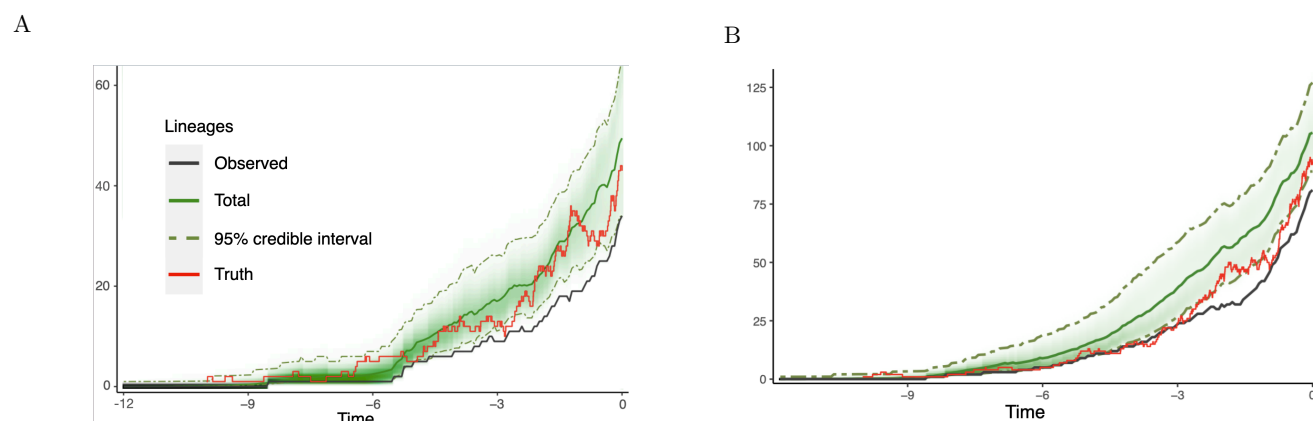 A
B
60
40
20
0
Lineages
Observed
Total
95% credible interval
Truth
-12
−9
−6
−3
0
Time
125
100
75
50
25
0
−9
−6
−3
0
Time